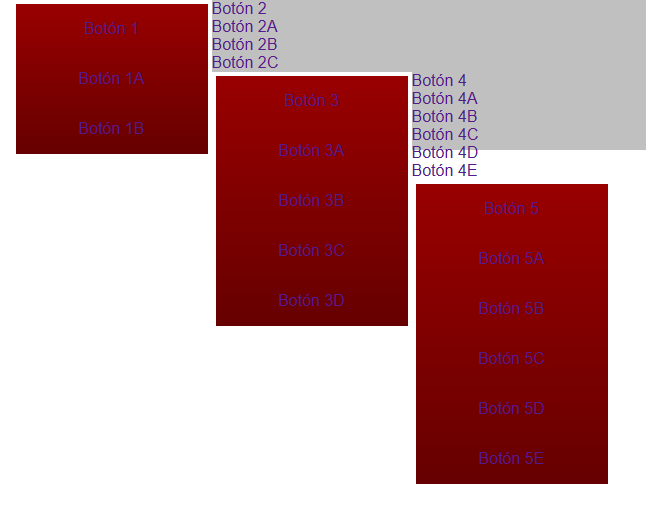 Botón 1
Botón 1A
Botón 1B
Botón 2
Botón 2A
Botón 2B
Botón 2C
Botón 3
Botón 3A
Botón 3B
Botón 3C
Botón 3D
Botón 4
Botón 4A
Botón 4B
Botón 4C
Botón 4D
Botón 4E
Botón 5
Botón 5A
Botón 5B
Botón 5C
Botón 5D
Botón 5E